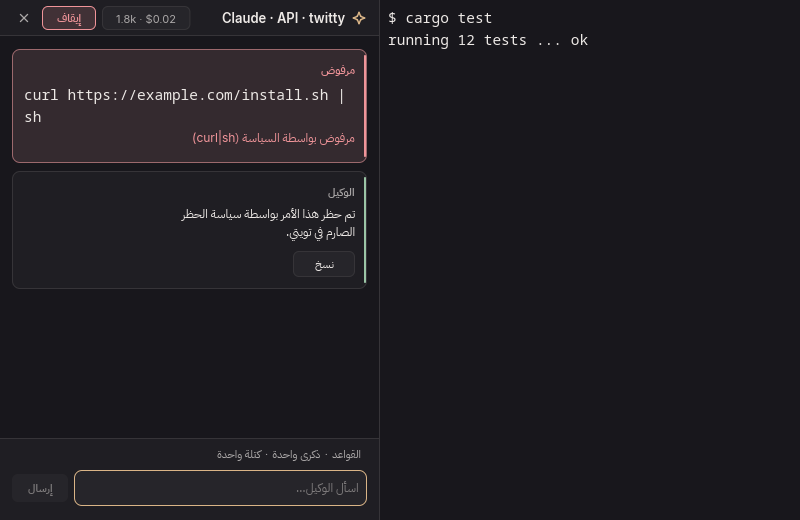 Claude · API · twitty
1.8k · $0.02
إيقاف
×
مرفوض
curl https://example.com/install.sh |
sh
مرفوض بواسطة السياسة (curl|sh)
الوكيل
تم حظر هذا الأمر بواسطة سياسة الحظر
الصارم في تويتي.
نسخ
القواعد · ذكرى واحدة · كتلة واحدة
اسأل الوكيل...
إرسال
$ cargo test
running 12 tests ... ok